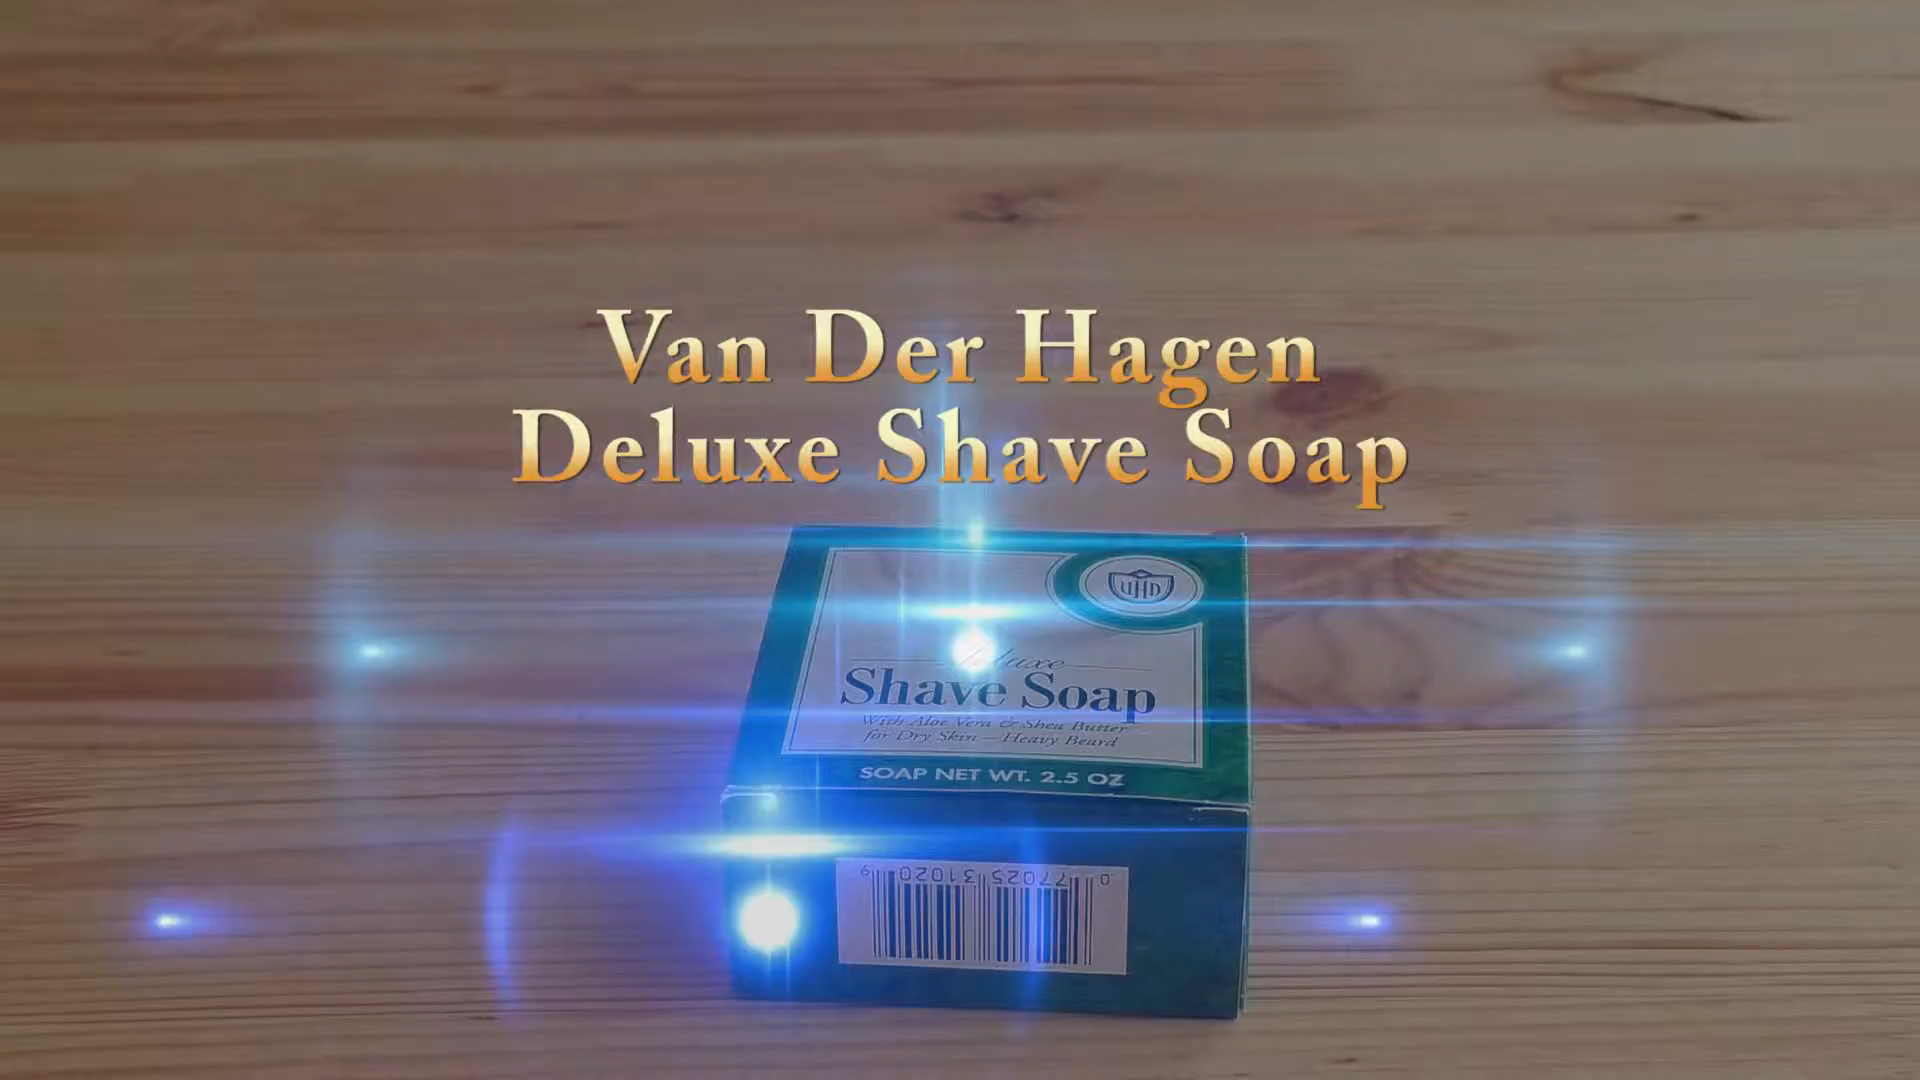 Van Der Hagen
Deluxe Shave Soap
VHD
Deluxe
Shave Soap
With Aloe Vera & Shea Butter
for Dry Skin – Heavy Beard
SOAP NET WT. 2.5 OZ
0 77025 31020 9